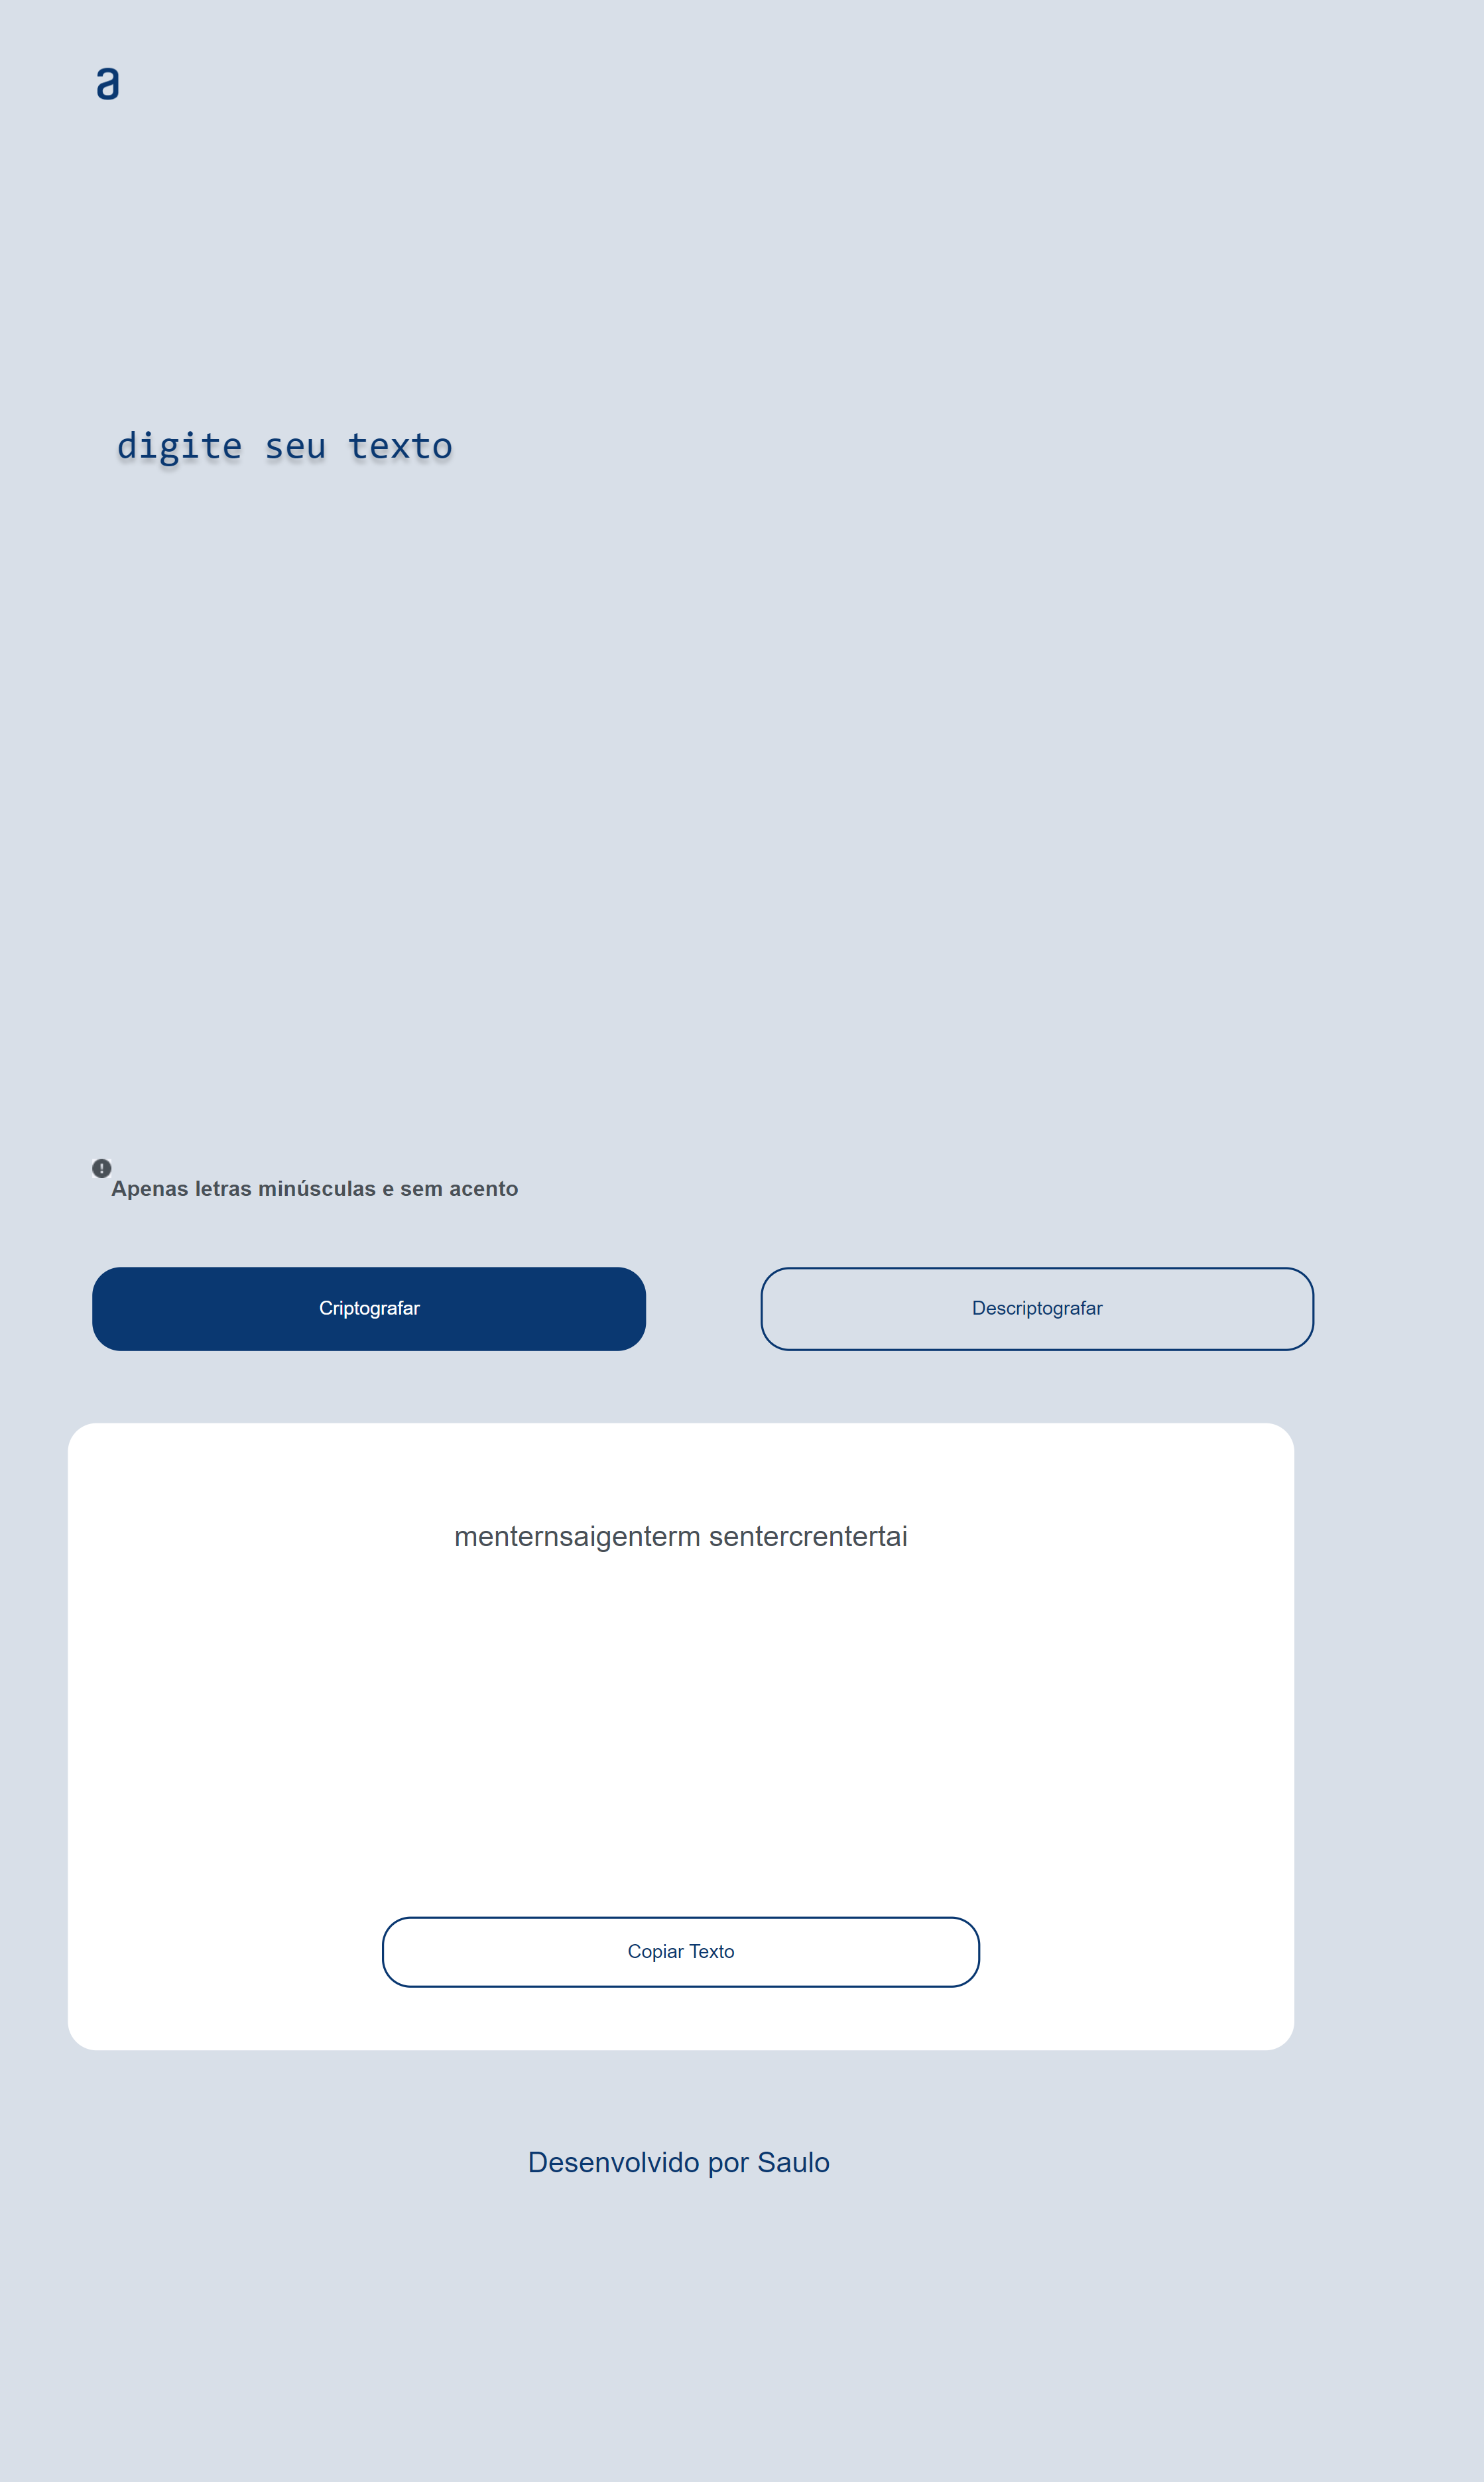 a
digite seu texto
Apenas letras minúsculas e sem acento
Criptografar
Descriptografar
menternsaigenterm sentercrentertai
Copiar Texto
Desenvolvido por Saulo